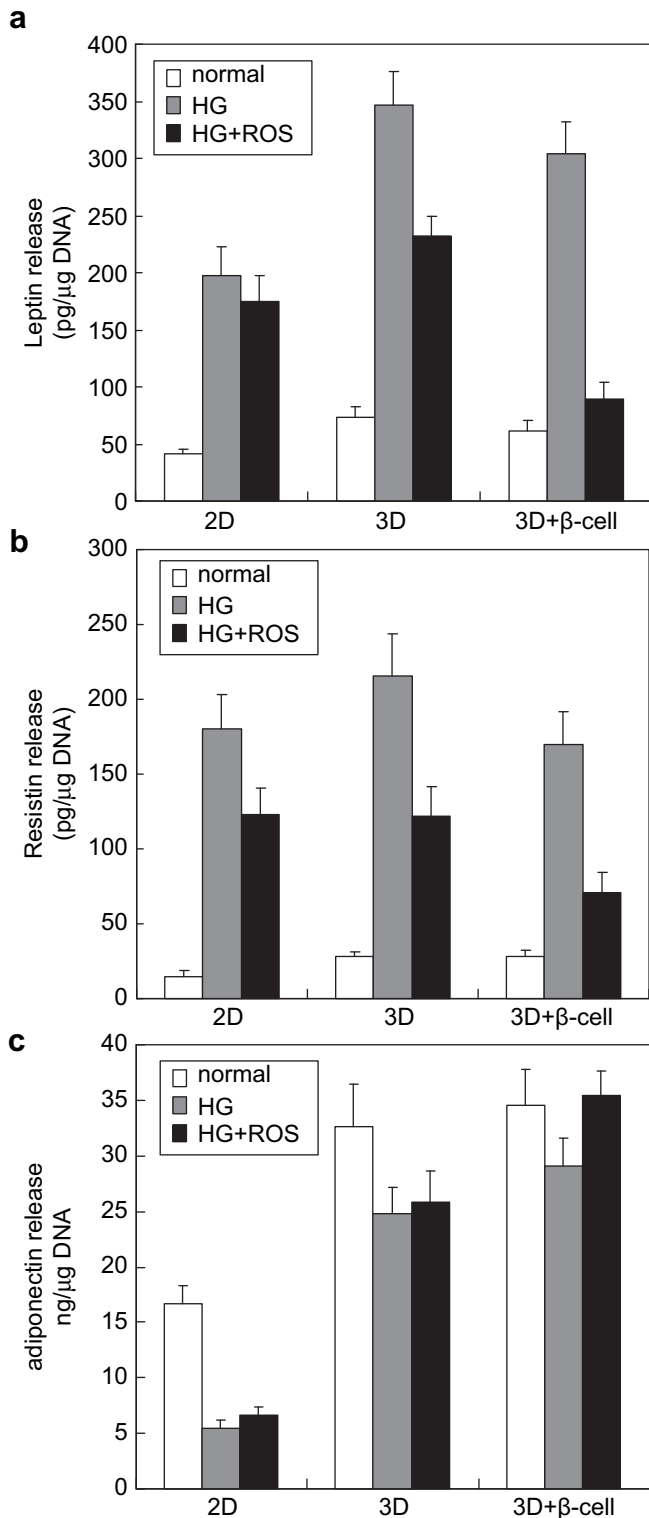 a
400
350
300
250
200
150
100
50
0
Leptin release
(pg/μg DNA)
normal
HG
HG+ROS
2D 3D 3D+β-cell
b
300
250
200
150
100
50
0
Resistin release
(pg/μg DNA)
normal
HG
HG+ROS
2D 3D 3D+β-cell
c
40
35
30
25
20
15
10
5
0
adiponectin release
ng/μg DNA
normal
HG
HG+ROS
2D 3D 3D+β-cell